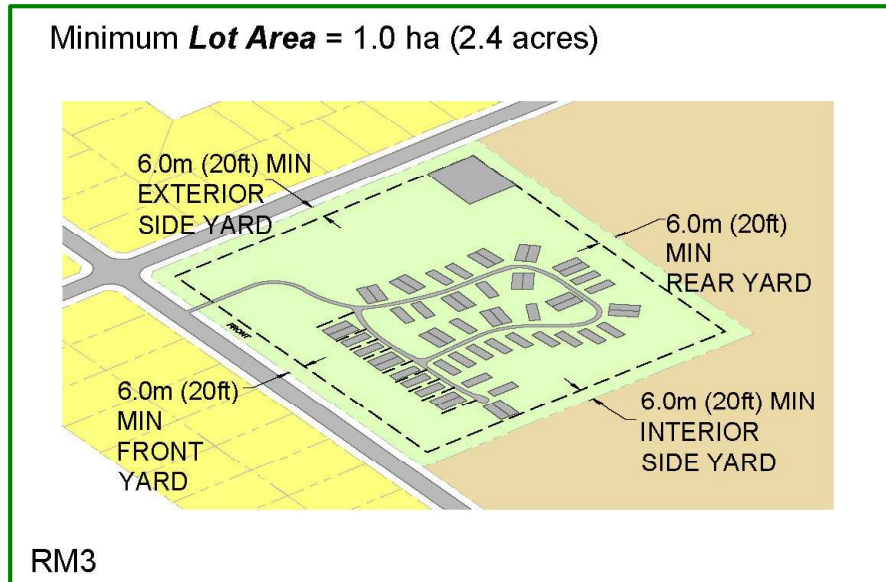 Minimum Lot Area = 1.0 ha (2.4 acres)
6.0m (20ft) MIN
EXTERIOR
SIDE YARD
6.0m (20ft)
MIN
REAR YARD
FRONT
6.0m (20ft)
MIN
FRONT
YARD
6.0m (20ft) MIN
INTERIOR
SIDE YARD
RM3